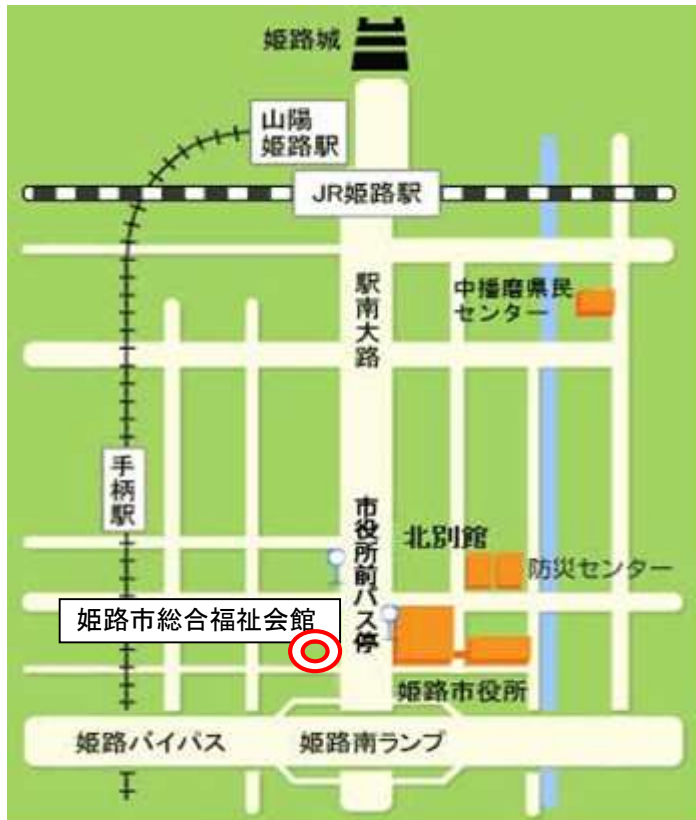 姫路城
山陽
姫路駅
JR姫路駅
駅南大路
中播磨県民
センター
手柄駅
市役所前バス停
北別館
防災センター
姫路市総合福祉会館
姫路市役所
姫路バイパス
姫路南ランプ